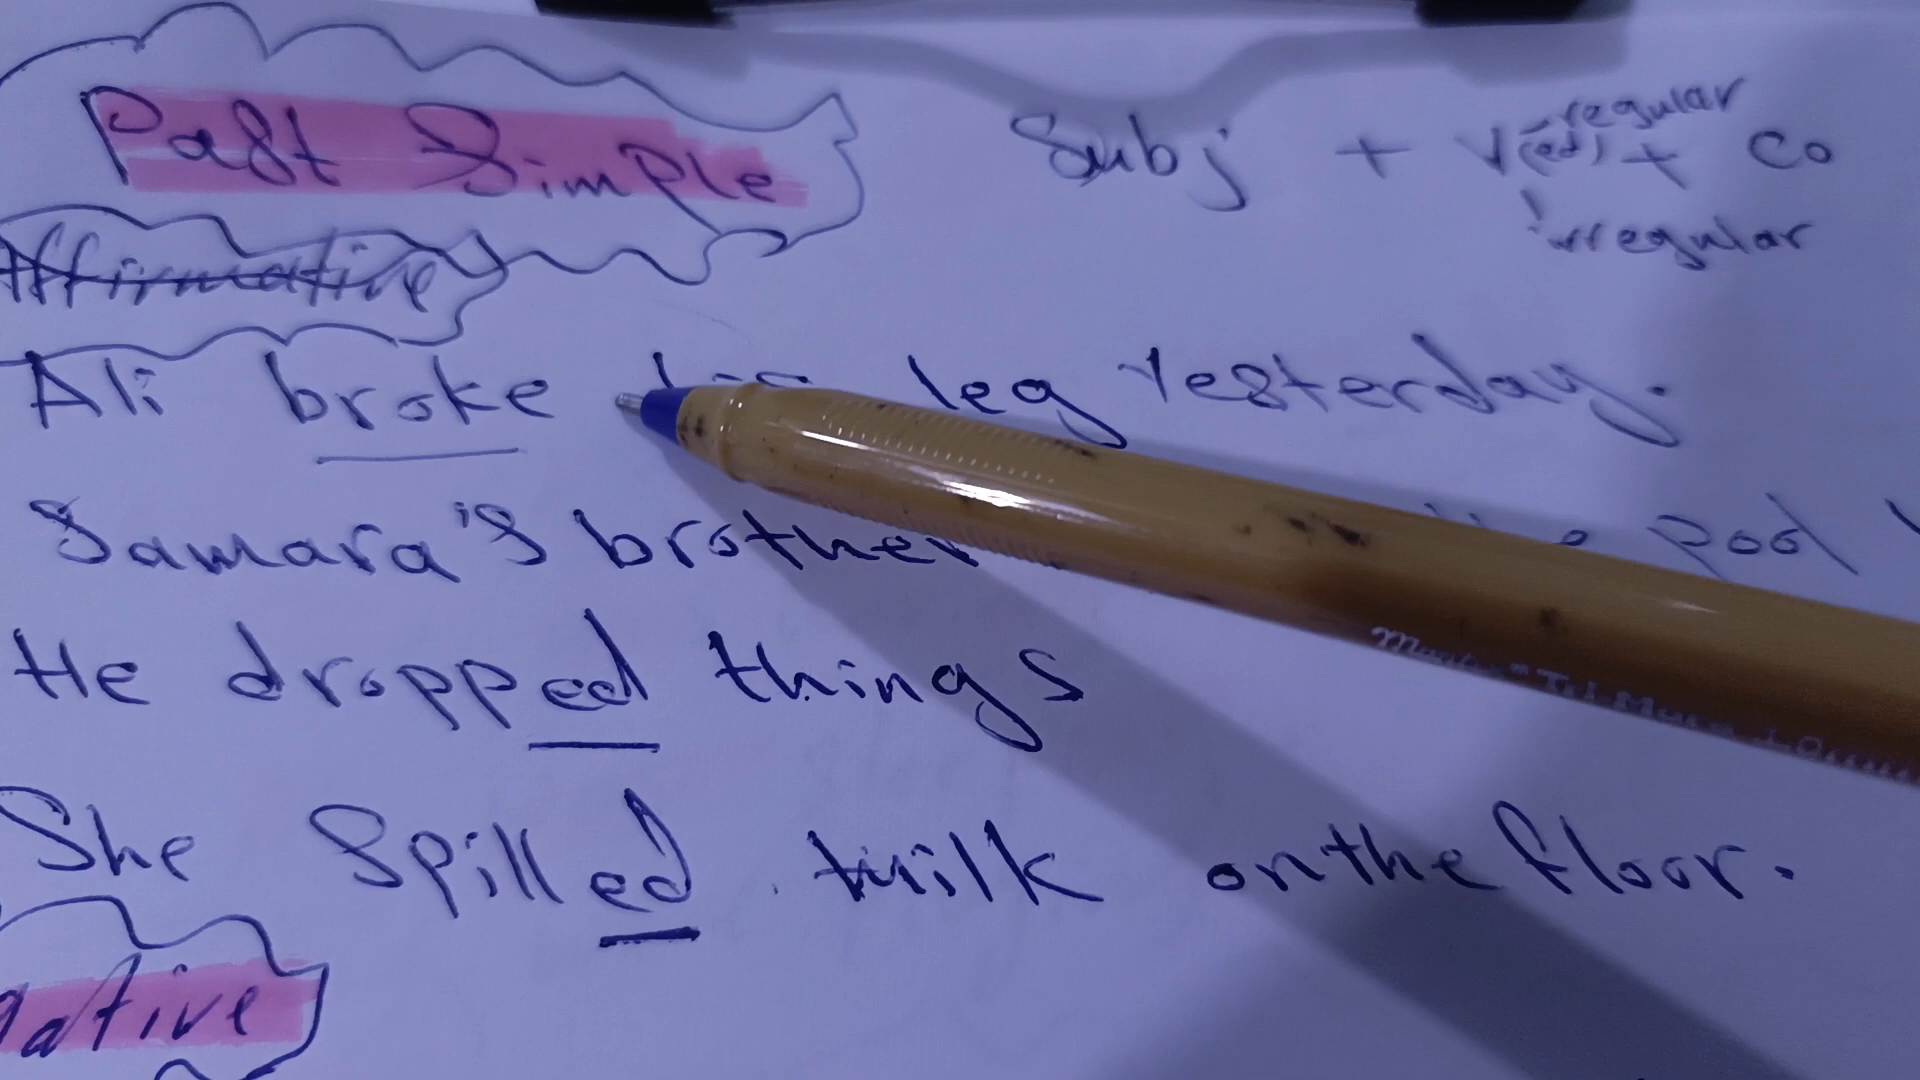 Past Simple
Subj + V(ed) + Co
regular
irregular
Affirmative
Ali broke leg Yesterday.
Samara's brother pool
He dropped things
She Spilled milk on the floor.
ative